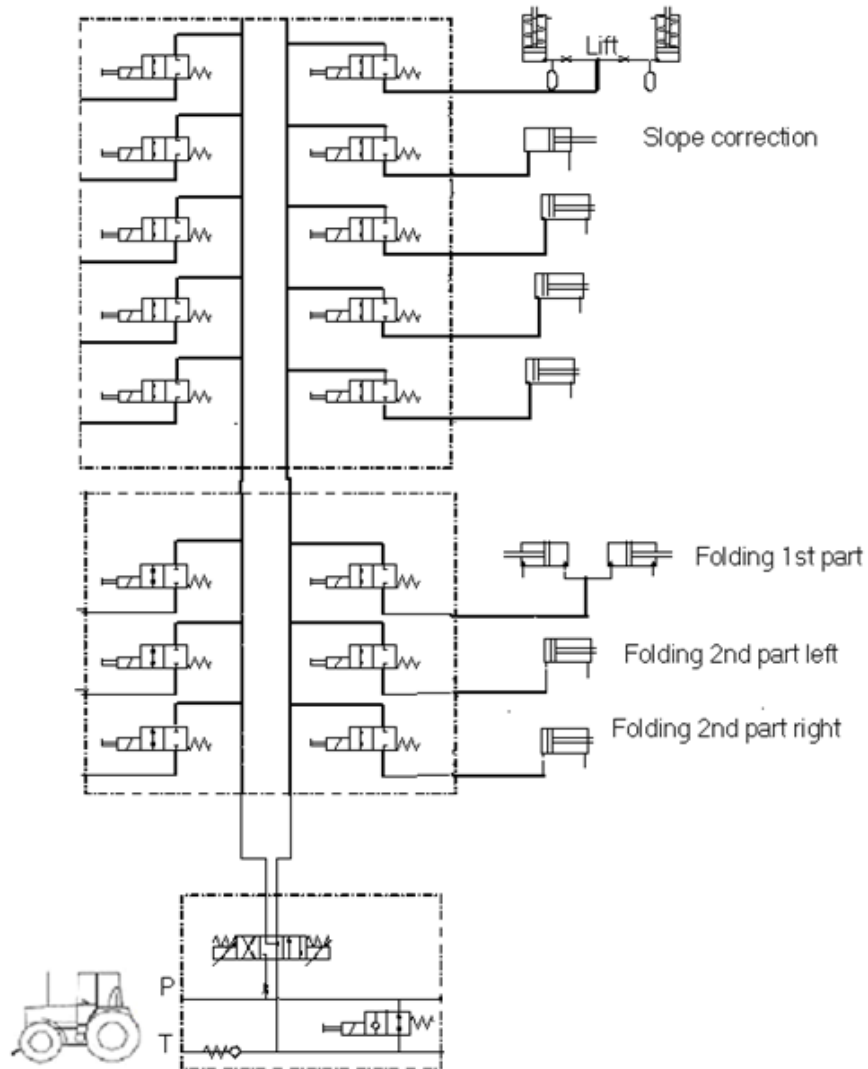 Lift
Slope correction
Folding 1st part
Folding 2nd part left
Folding 2nd part right
P
T